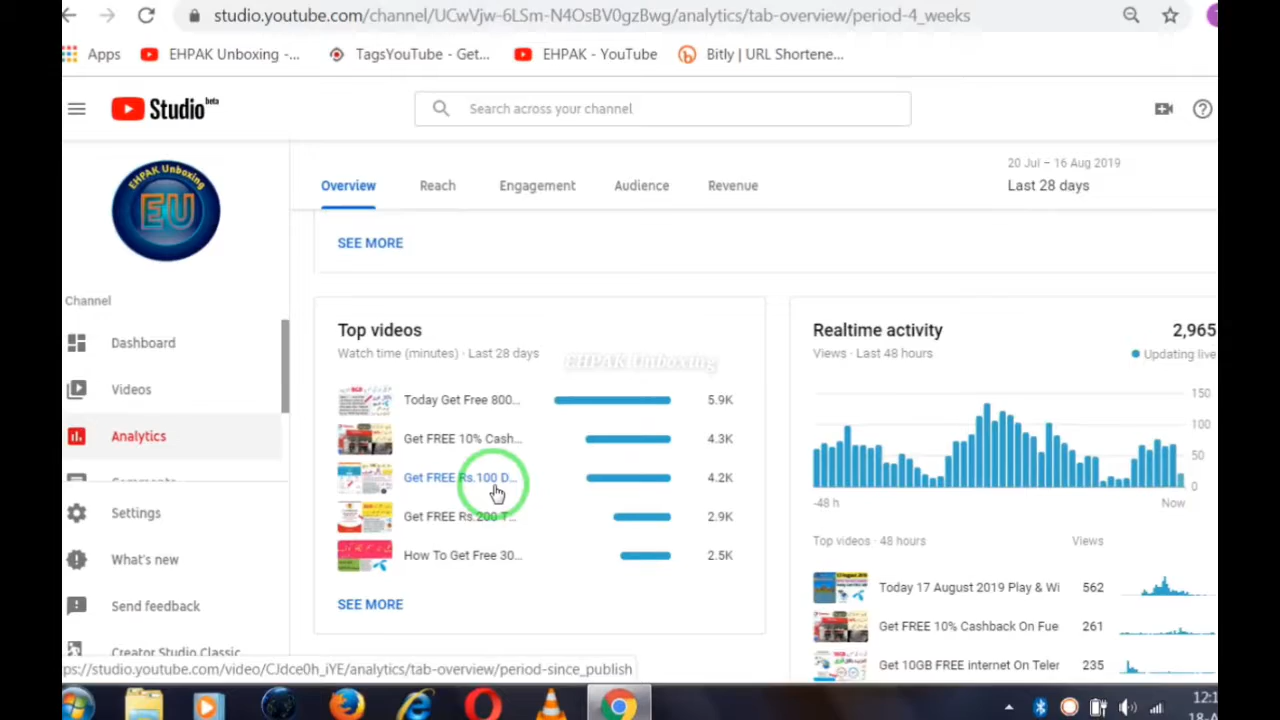 studio.youtube.com/channel/UCwVjw-6LSm-N4OsBV0gzBwg/analytics/tab-overview/period-4_weeks
Apps EHPAK Unboxing -... TagsYouTube - Get... EHPAK - YouTube Bitly | URL Shortene...
Studio beta
Search across your channel
EHPAK Unboxing
EU
20 Jul – 16 Aug 2019
Overview Reach Engagement Audience Revenue Last 28 days
SEE MORE
Channel
Dashboard
Videos
Analytics
Comments
Settings
What's new
Send feedback
Creator Studio Classic
Top videos
Watch time (minutes) · Last 28 days
EHPAK Unboxing
Today Get Free 800... 5.9K
Get FREE 10% Cash... 4.3K
Get FREE Rs.100 D... 4.2K
Get FREE Rs.200 T... 2.9K
How To Get Free 30... 2.5K
SEE MORE
Realtime activity 2,965
Views · Last 48 hours Updating live
150
100
50
0
-48 h Now
Top videos · 48 hours Views
Today 17 August 2019 Play & Wi 562
Get FREE 10% Cashback On Fue 261
Get 10GB FREE internet On Teler 235
ps://studio.youtube.com/video/CJdce0h_iYE/analytics/tab-overview/period-since_publish
12:1
18-A